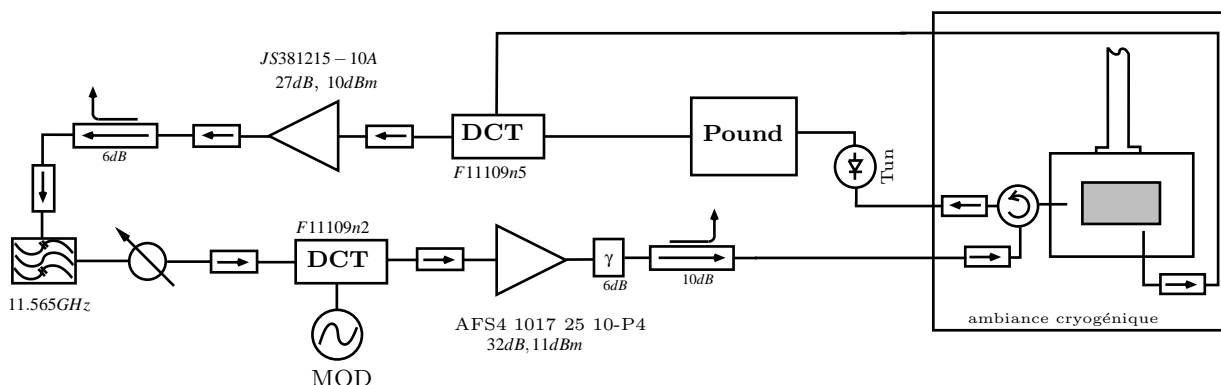 JS381215 – 10A
27dB, 10dBm
6dB
DCT
F11109n5
Pound
Tun
11.565GHz
F11109n2
DCT
MOD
AFS4 1017 25 10-P4
32dB, 11dBm
γ
6dB
10dB
ambiance cryogénique